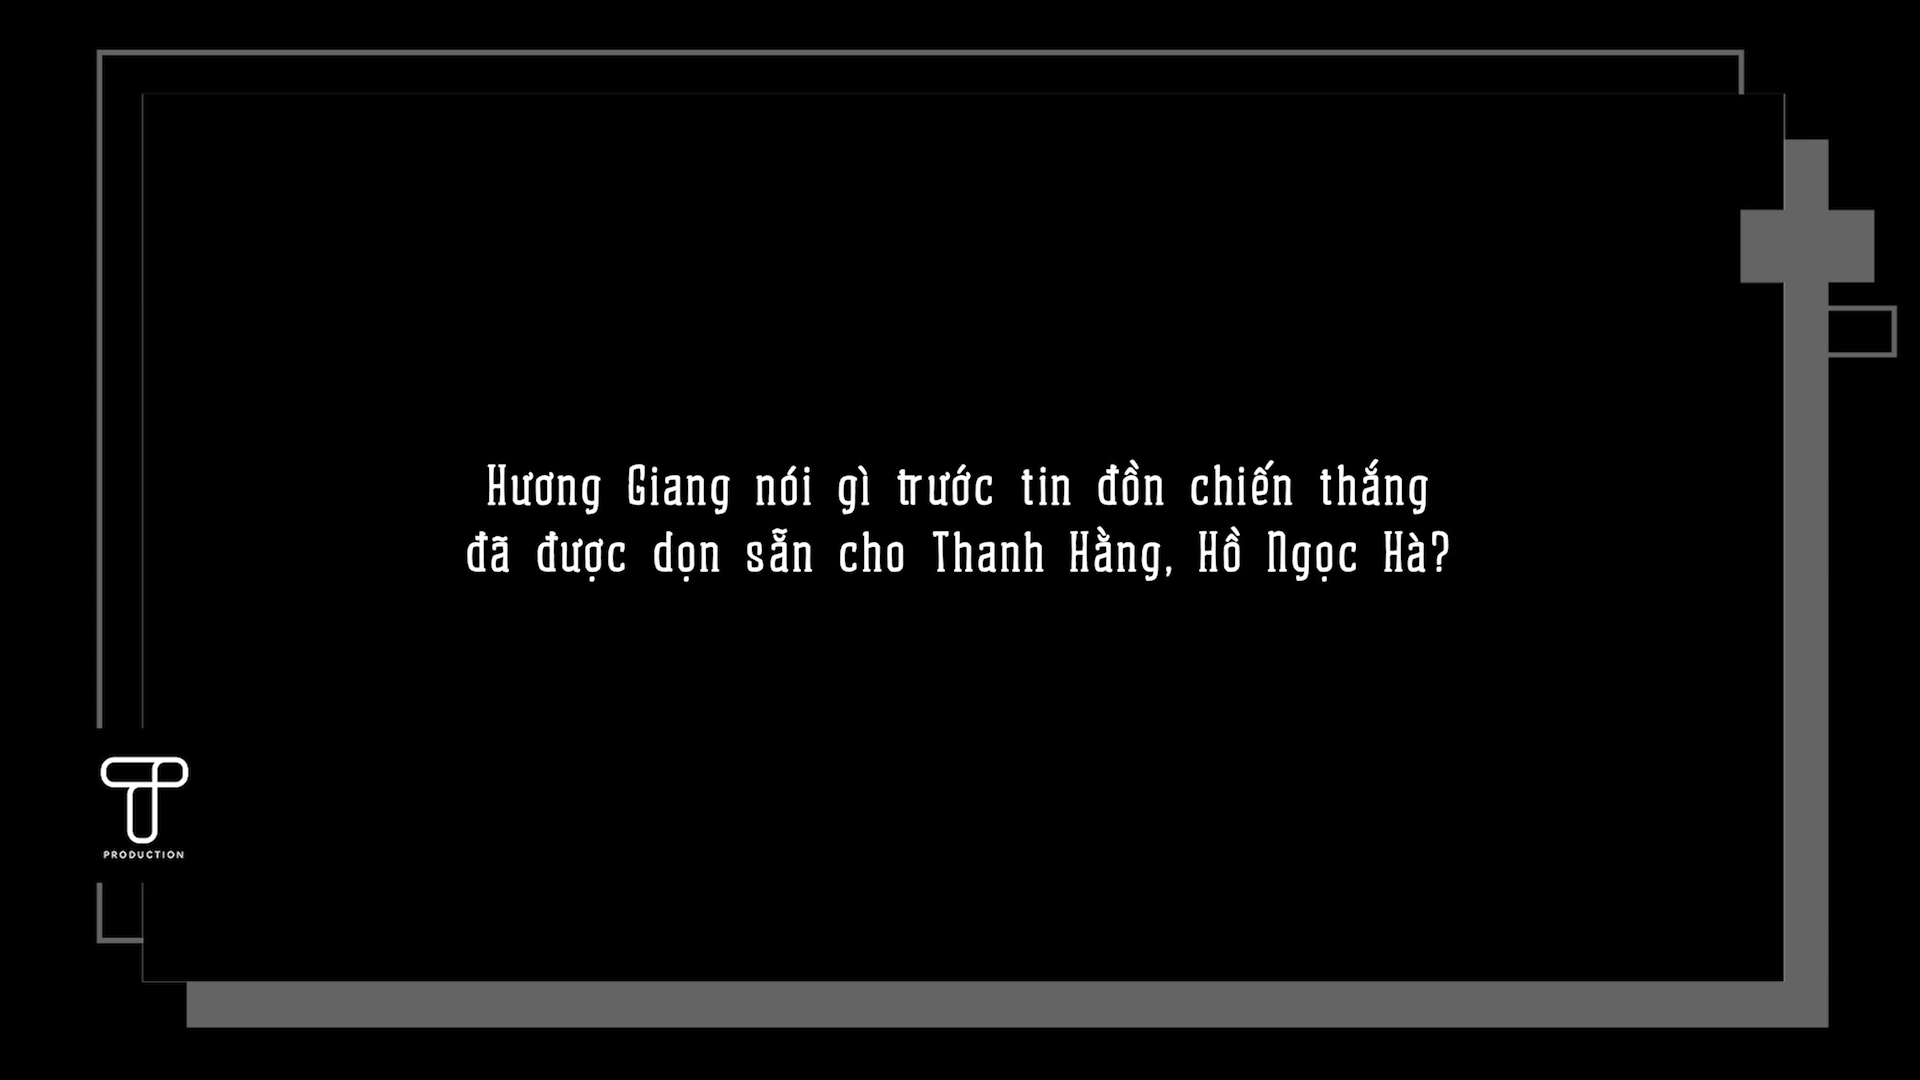 Hương Giang nói gì trước tin đồn chiến thắng
đã được dọn sẵn cho Thanh Hằng, Hồ Ngọc Hà?
PRODUCTION